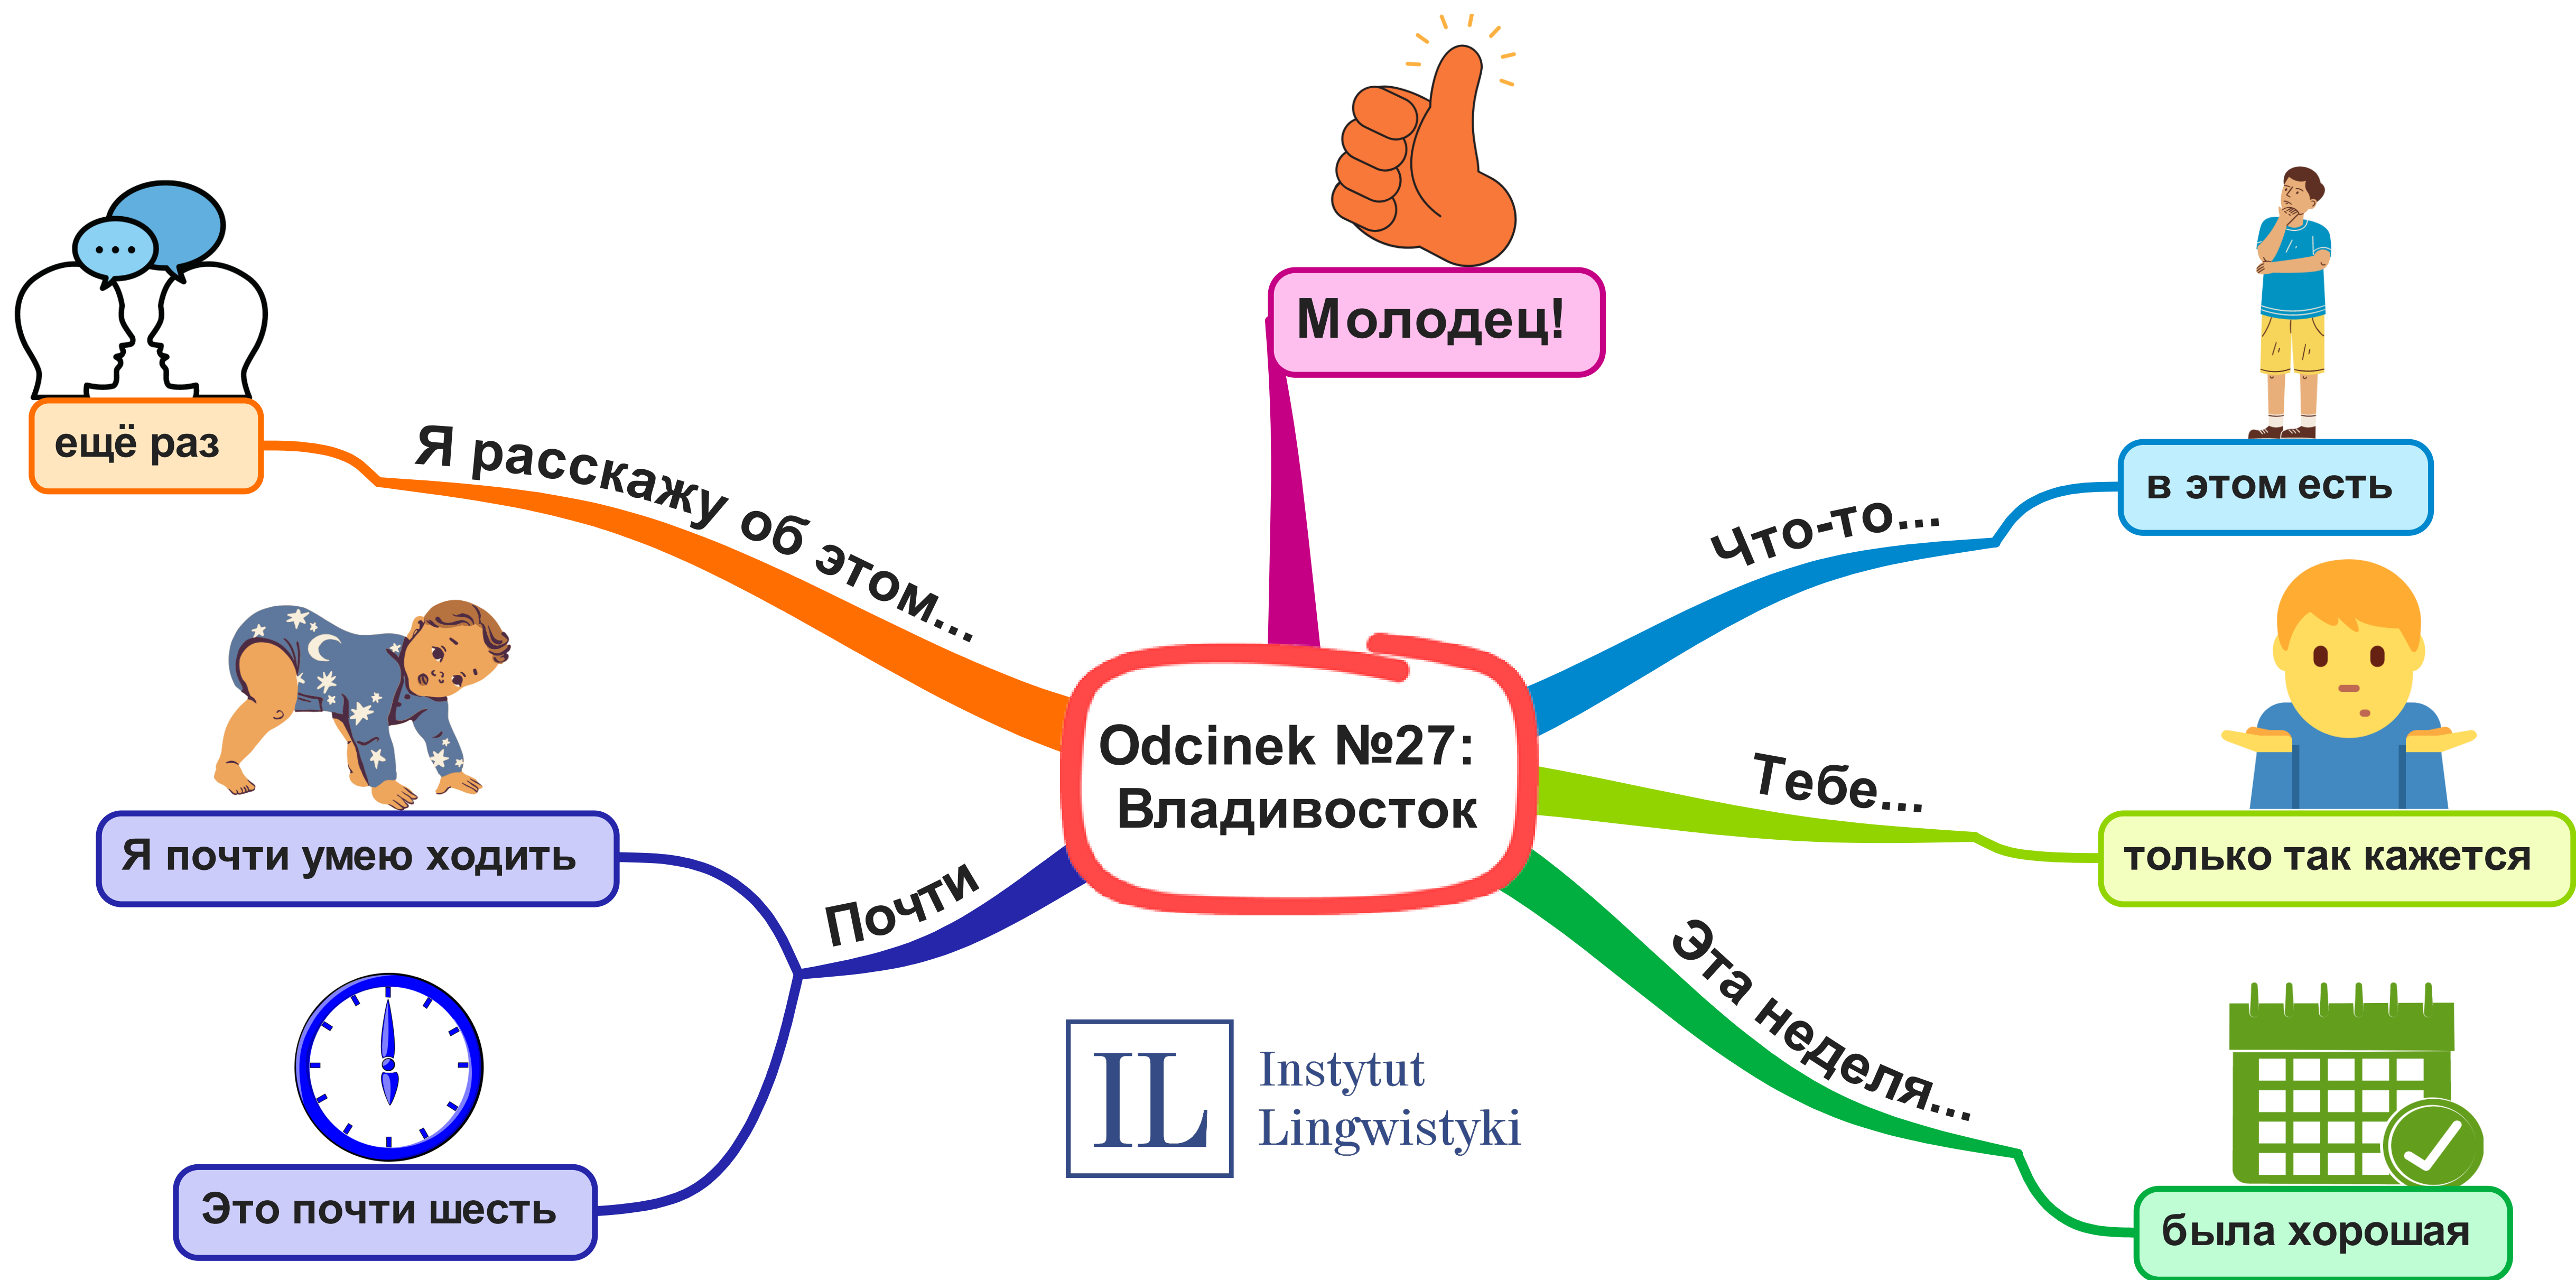 Молодец!
Я расскажу об этом...
ещё раз
Что-то...
в этом есть
Odcinek №27:
Владивосток
Тебе...
только так кажется
Почти
Я почти умею ходить
Это почти шесть
Эта неделя...
была хорошая
IL
Instytut
Lingwistyki